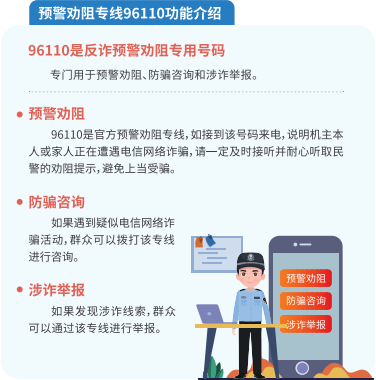 预警劝阻专线96110功能介绍
96110是反诈预警劝阻专用号码
专门用于预警劝阻、防骗咨询和涉诈举报。
预警劝阻
96110是官方预警劝阻专线,如接到该号码来电,说明机主本
人或家人正在遭遇电信网络诈骗,请一定及时接听并耐心听取民
警的劝阻提示,避免上当受骗。
防骗咨询
如果遇到疑似电信网络诈
骗活动,群众可以拨打该专线
进行咨询。
涉诈举报
如果发现涉诈线索,群众
可以通过该专线进行举报。
预警劝阻
防骗咨询
涉诈举报